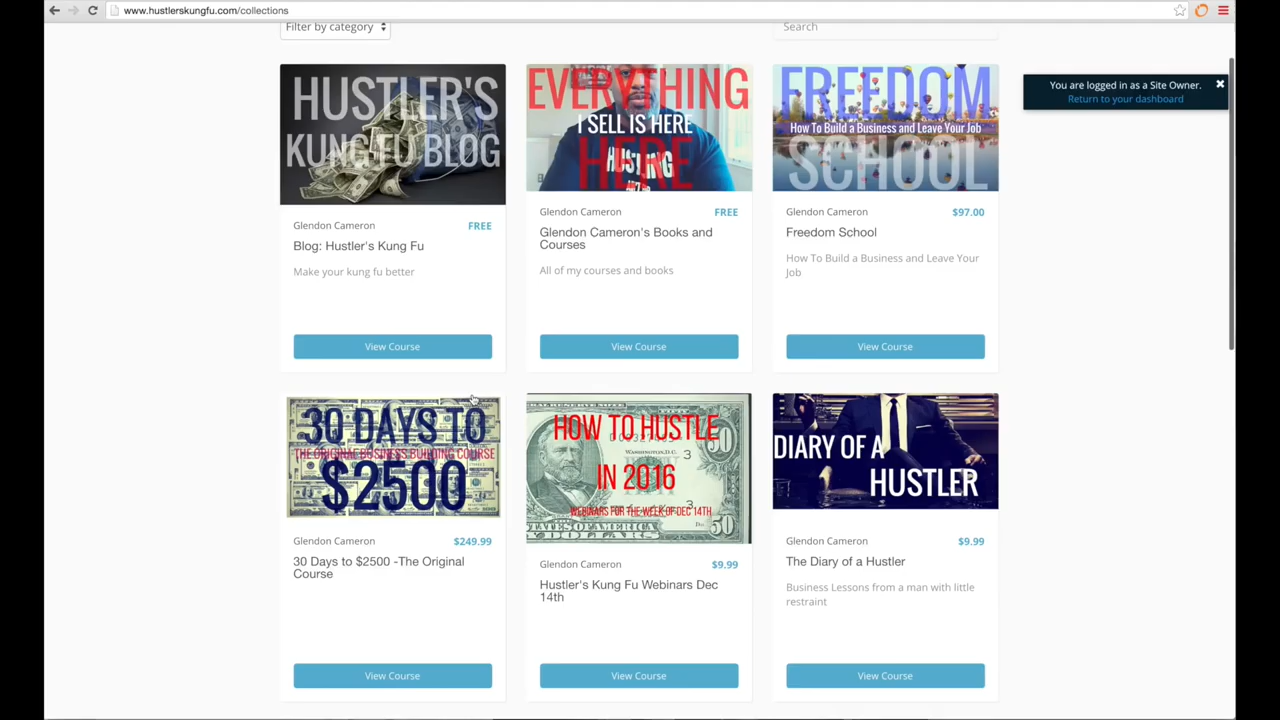 www.hustlerskungfu.com/collections
Filter by category
Search
You are logged in as a Site Owner.
Return to your dashboard
HUSTLER'S
KUNG FU BLOG
Glendon Cameron FREE
Blog: Hustler's Kung Fu
Make your kung fu better
View Course
EVERYTHING
I SELL IS HERE
HERE
HUSTLING
Glendon Cameron FREE
Glendon Cameron's Books and
Courses
All of my courses and books
View Course
FREEDOM
How To Build a Business and Leave Your Job
SCHOOL
Glendon Cameron $97.00
Freedom School
How To Build a Business and Leave Your
Job
View Course
30 DAYS TO
THE ORIGINAL BUSINESS BUILDING COURSE
$2500
Glendon Cameron $249.99
30 Days to $2500 -The Original
Course
View Course
HOW TO HUSTLE
WASHINGTON, D.C.
3
IN 2016
3
WEBINARS FOR THE WEEK OF DEC 14TH
50
50
Glendon Cameron $9.99
Hustler's Kung Fu Webinars Dec
14th
View Course
DIARY OF A
HUSTLER
Glendon Cameron $9.99
The Diary of a Hustler
Business Lessons from a man with little
restraint
View Course